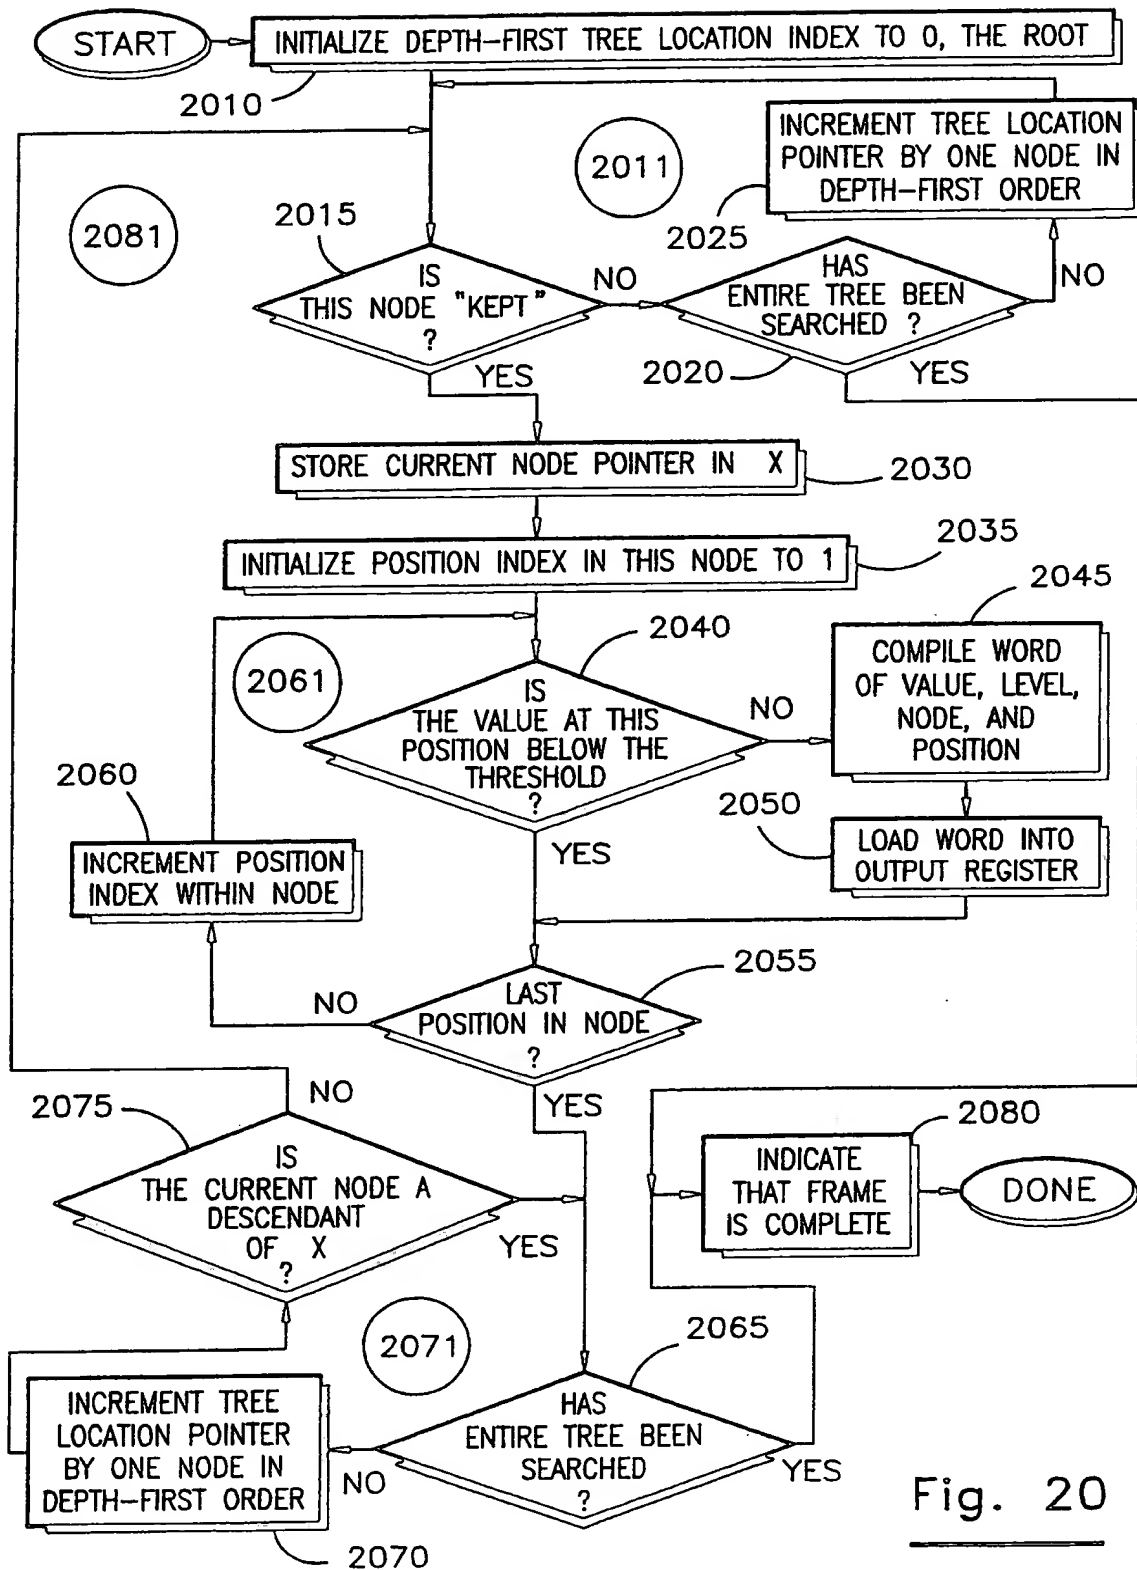 START
INITIALIZE DEPTH-FIRST TREE LOCATION INDEX TO 0, THE ROOT
2010
INCREMENT TREE LOCATION
POINTER BY ONE NODE IN
DEPTH-FIRST ORDER
2011
2025
2081
2015
IS
THIS NODE "KEPT"
?
NO
HAS
ENTIRE TREE BEEN
SEARCHED ?
NO
2020
YES
YES
STORE CURRENT NODE POINTER IN X
2030
INITIALIZE POSITION INDEX IN THIS NODE TO 1
2035
2045
2040
2061
IS
THE VALUE AT THIS
POSITION BELOW THE
THRESHOLD
?
NO
COMPILE WORD
OF VALUE, LEVEL,
NODE, AND
POSITION
2060
2050
YES
INCREMENT POSITION
INDEX WITHIN NODE
LOAD WORD INTO
OUTPUT REGISTER
2055
NO
LAST
POSITION IN NODE
?
NO
YES
2075
2080
IS
THE CURRENT NODE A
DESCENDANT
OF X
?
YES
INDICATE
THAT FRAME
IS COMPLETE
DONE
2071
2065
INCREMENT TREE
LOCATION POINTER
BY ONE NODE IN
DEPTH-FIRST ORDER
NO
HAS
ENTIRE TREE BEEN
SEARCHED
?
YES
2070
Fig. 20